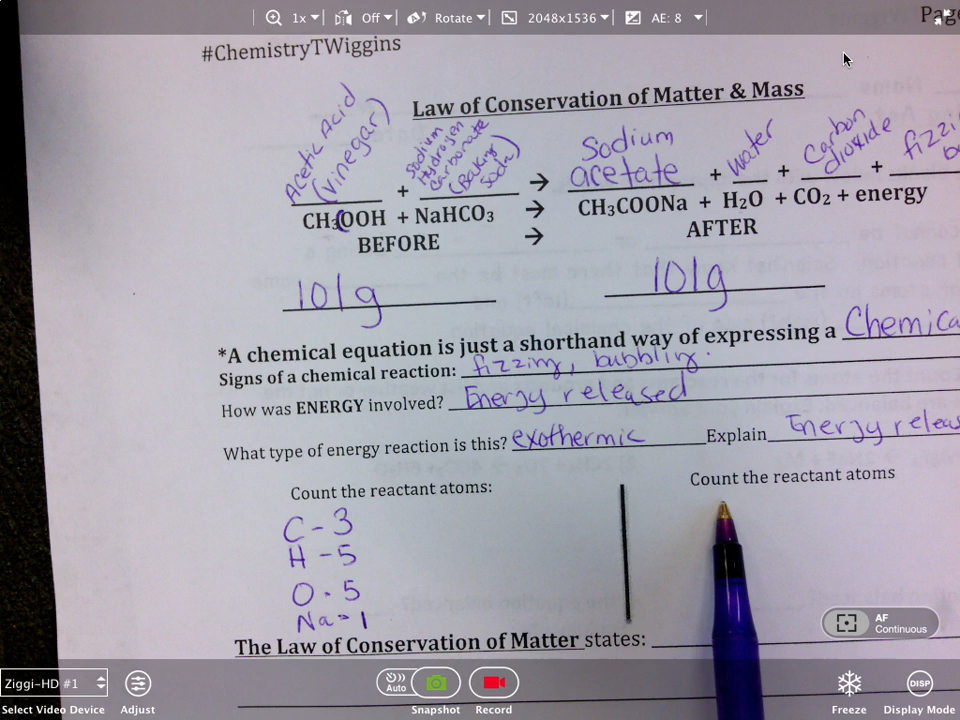 1x Off Rotate 2048x1536 AE: 8
Page
#ChemistryTWiggins
Law of Conservation of Matter & Mass
Acetic Acid (Vinegar) + Sodium Hydrogen Carbonate (Baking Soda) → Sodium acetate + water + Carbon dioxide + fizzi
CH3COOH + NaHCO3 → CH3COONa + H2O + CO2 + energy
BEFORE → AFTER
101g 101g
*A chemical equation is just a shorthand way of expressing a Chemica
Signs of a chemical reaction: fizzing, bubbling.
How was ENERGY involved? Energy released
What type of energy reaction is this? exothermic Explain Energy releas
Count the reactant atoms: Count the reactant atoms
C - 3
H - 5
O - 5
Na - 1
The Law of Conservation of Matter states:
AF
Continuous
Ziggi-HD #1 Auto
Select Video Device Adjust Snapshot Record Freeze Display Mode
DISP